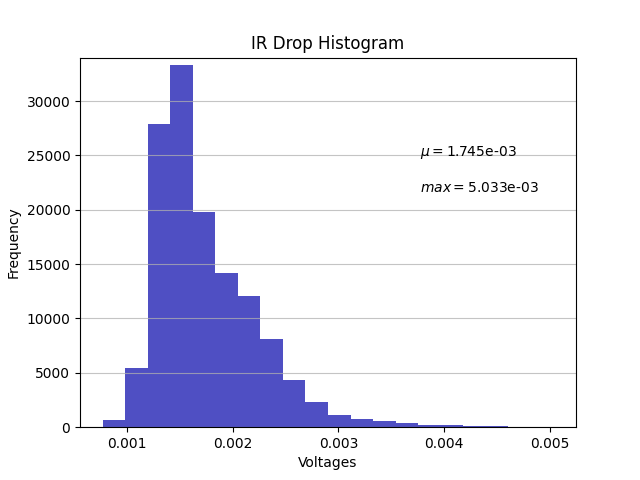 IR Drop Histogram
30000
25000
20000
15000
10000
5000
0
Frequency
μ = 1.745e-03
max = 5.033e-03
0.001 0.002 0.003 0.004 0.005
Voltages